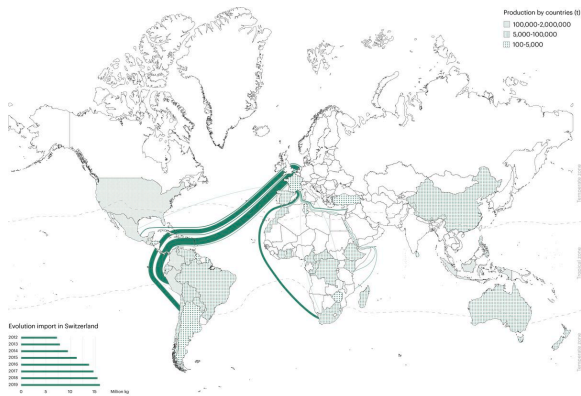 Production by countries (t)
100,000-2,000,000
5,000-100,000
100-5,000
Temperate zone
Tropical zone
Temperate zone
Evolution import in Switzerland
2012
2013
2014
2015
2016
2017
2018
2019
0 5 10 15 Million kg